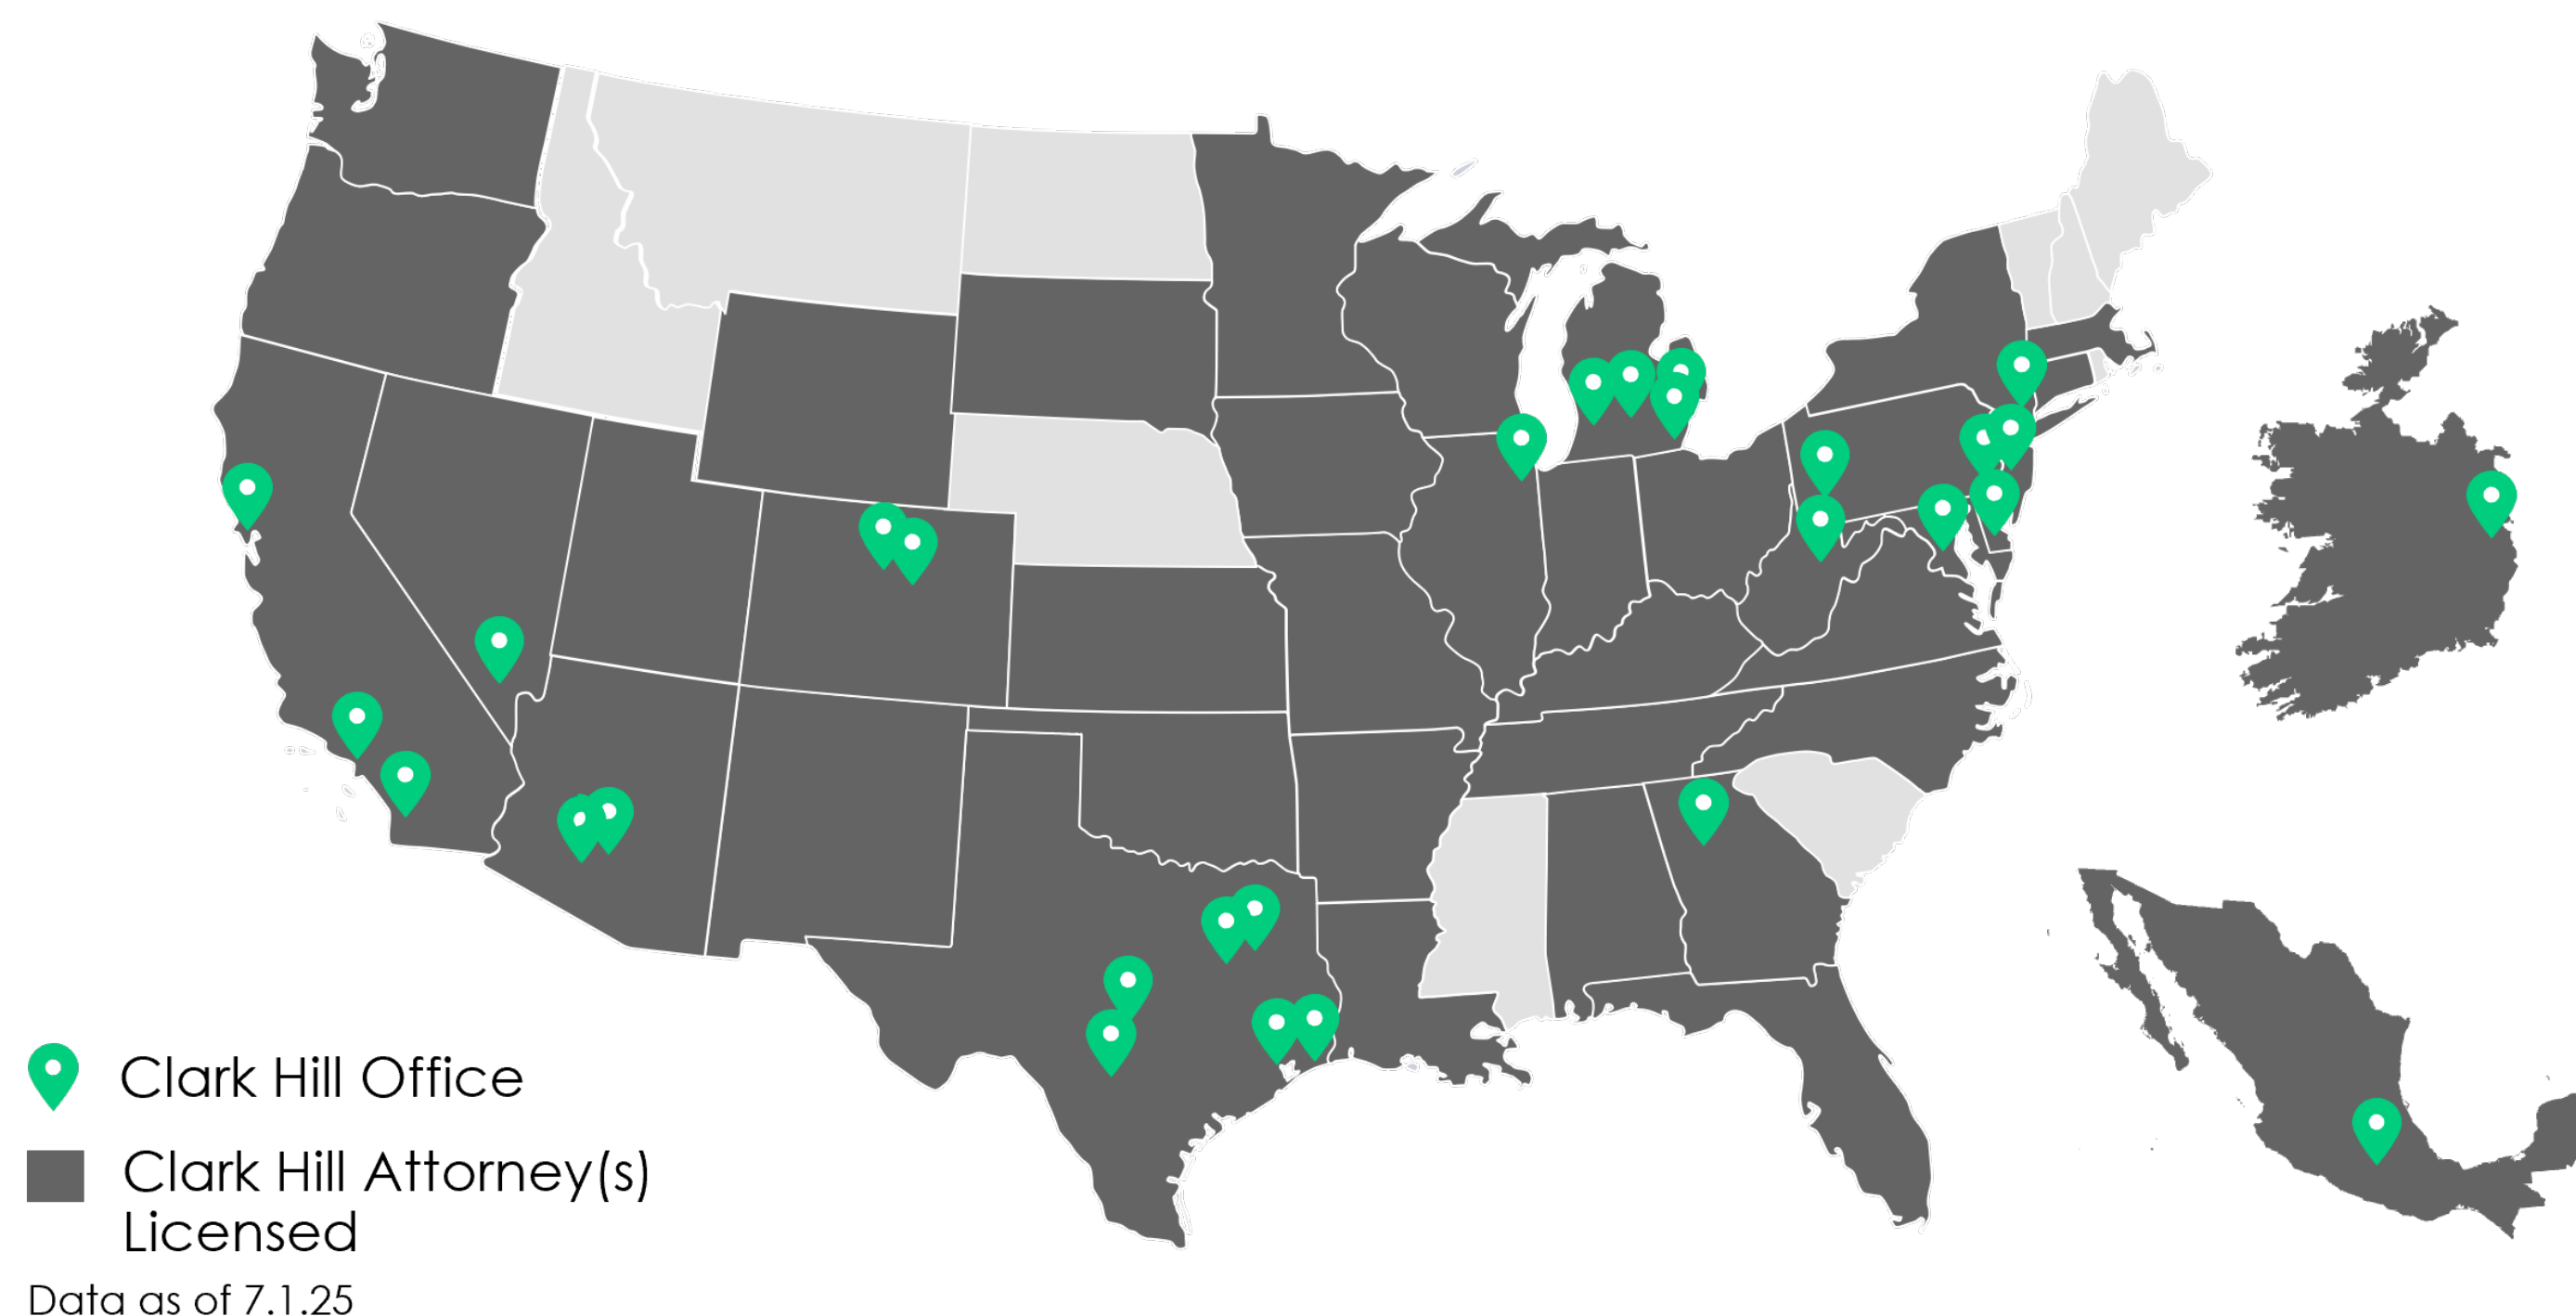 Clark Hill Office
Clark Hill Attorney(s)
Licensed
Data as of 7.1.25